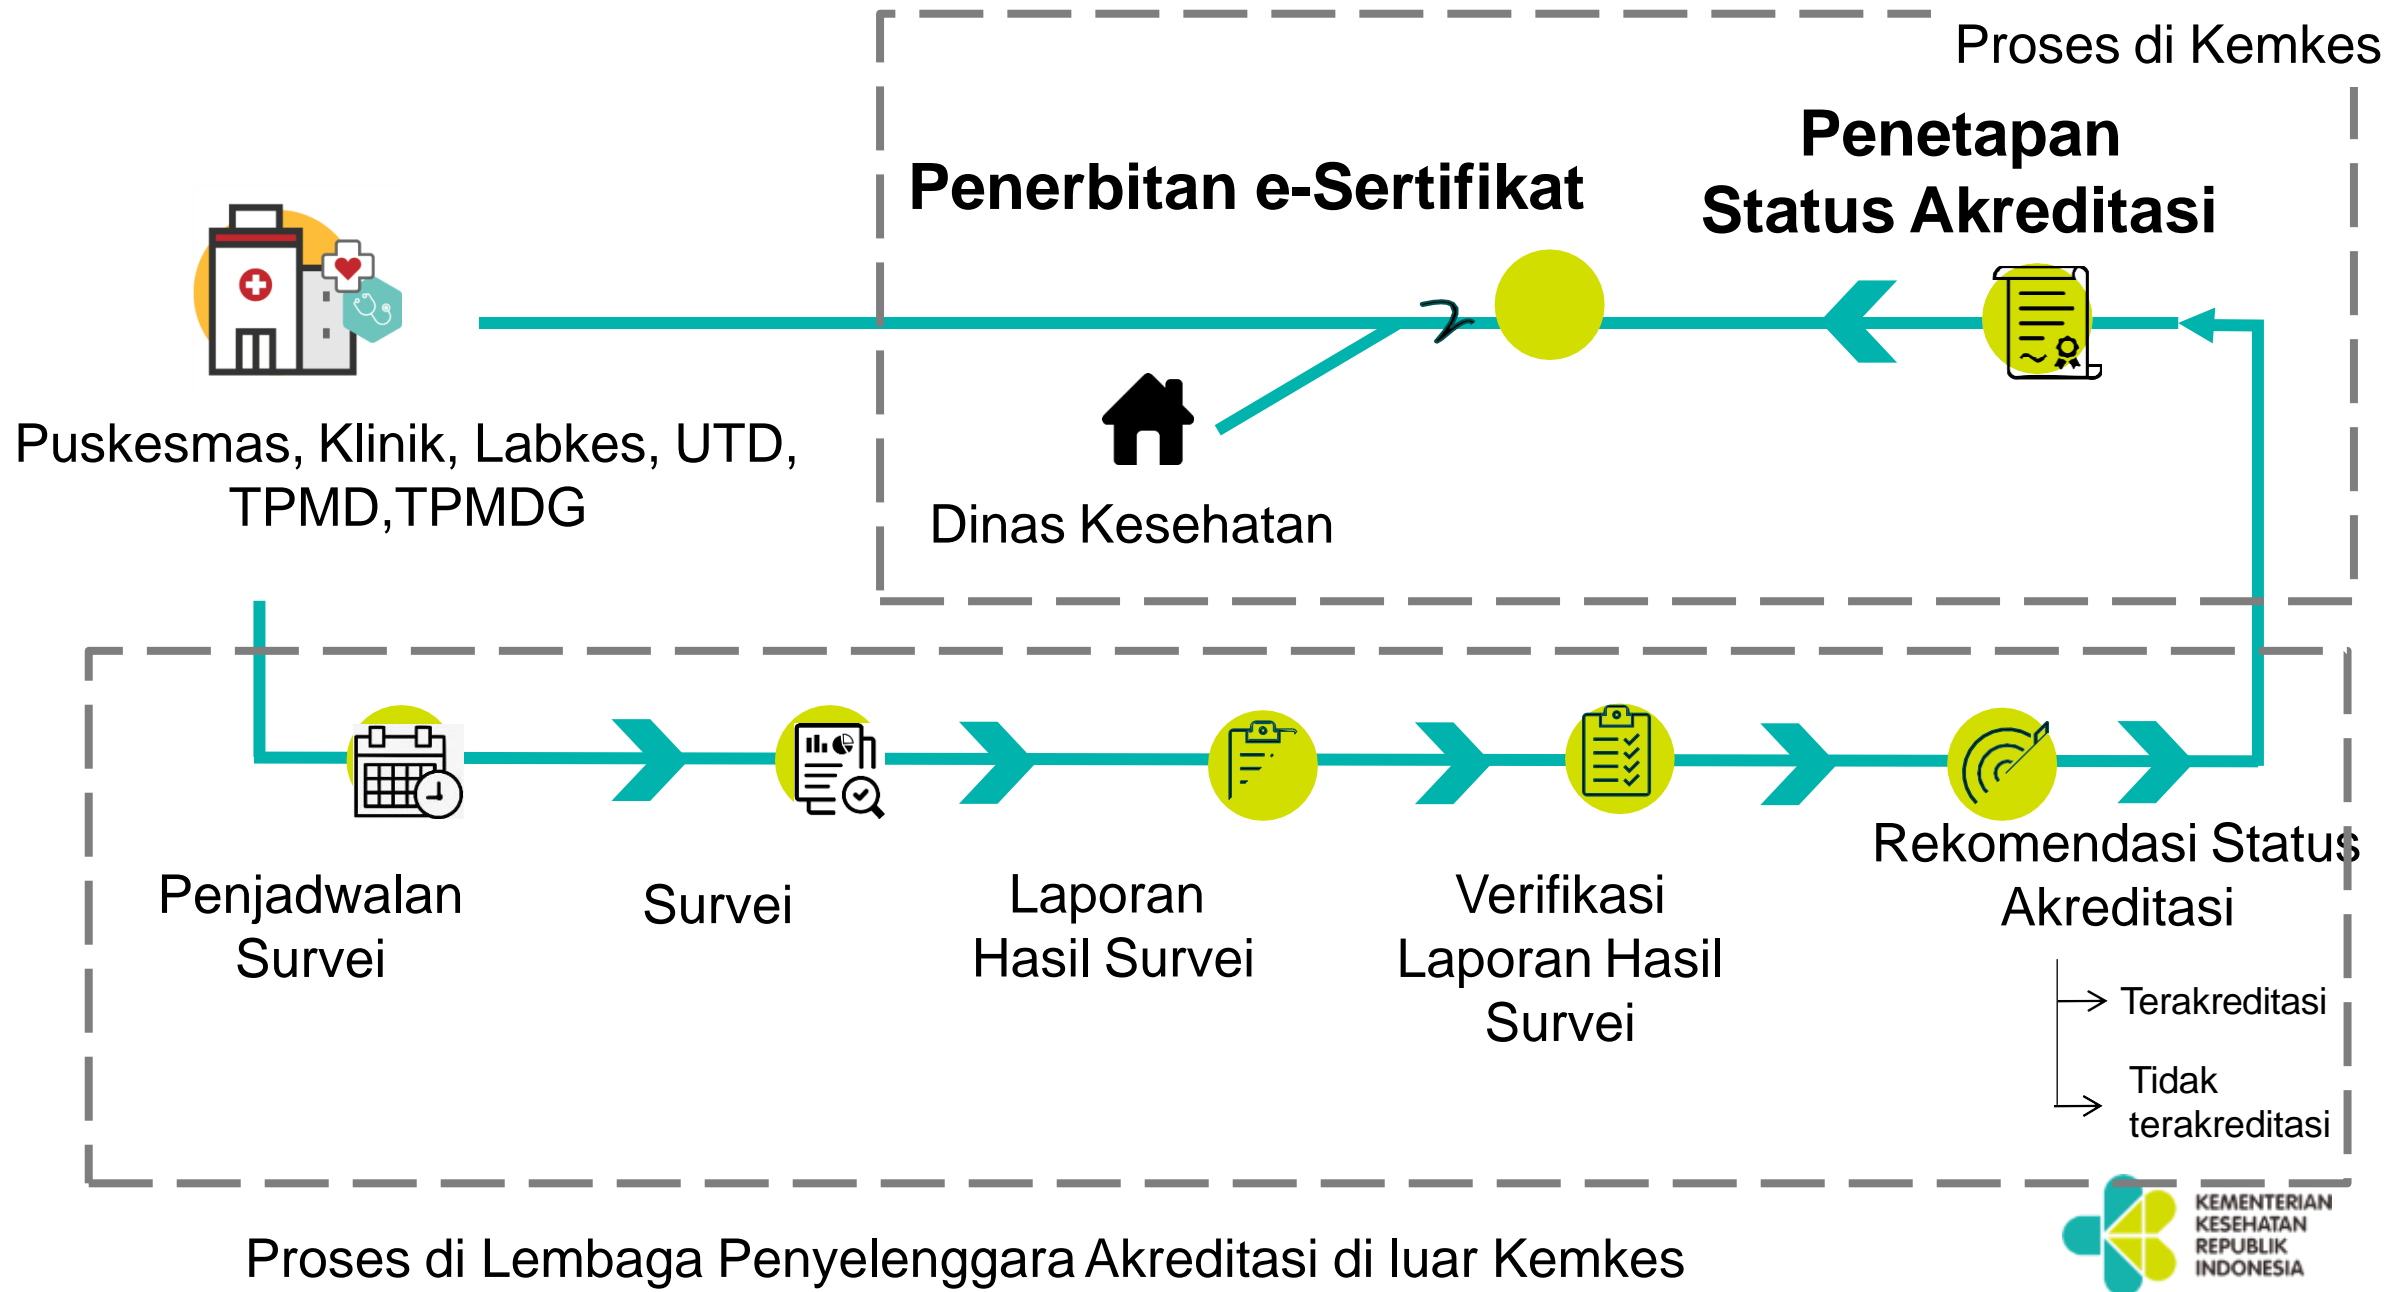 Proses di Kemkes
Penerbitan e-Sertifikat
Penetapan
Status Akreditasi
Puskesmas, Klinik, Labkes, UTD,
TPMD,TPMDG
Dinas Kesehatan
Penjadwalan
Survei
Survei
Laporan
Hasil Survei
Verifikasi
Laporan Hasil
Survei
Rekomendasi Status
Akreditasi
Terakreditasi
Tidak
terakreditasi
Proses di Lembaga Penyelenggara Akreditasi di luar Kemkes
KEMENTERIAN
KESEHATAN
REPUBLIK
INDONESIA